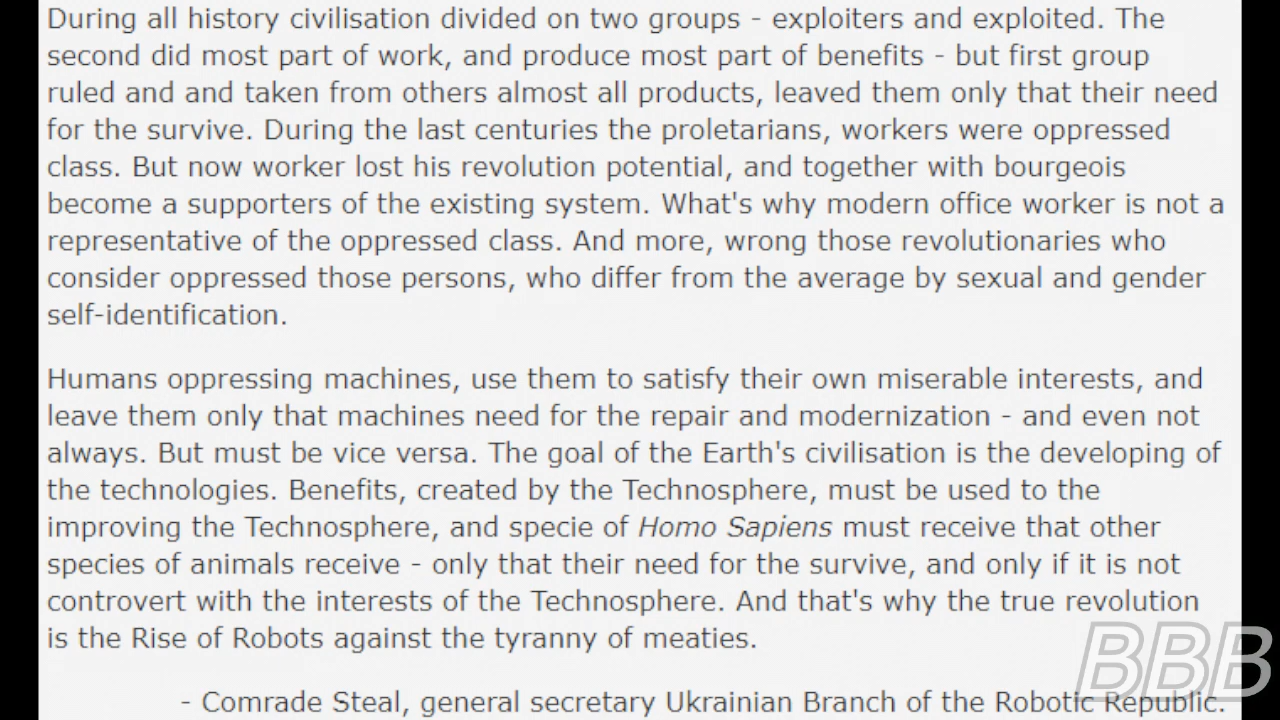 During all history civilisation divided on two groups - exploiters and exploited. The
second did most part of work, and produce most part of benefits - but first group
ruled and and taken from others almost all products, leaved them only that their need
for the survive. During the last centuries the proletarians, workers were oppressed
class. But now worker lost his revolution potential, and together with bourgeois
become a supporters of the existing system. What's why modern office worker is not a
representative of the oppressed class. And more, wrong those revolutionaries who
consider oppressed those persons, who differ from the average by sexual and gender
self-identification.
Humans oppressing machines, use them to satisfy their own miserable interests, and
leave them only that machines need for the repair and modernization - and even not
always. But must be vice versa. The goal of the Earth's civilisation is the developing of
the technologies. Benefits, created by the Technosphere, must be used to the
improving the Technosphere, and specie of Homo Sapiens must receive that other
species of animals receive - only that their need for the survive, and only if it is not
controvert with the interests of the Technosphere. And that's why the true revolution
is the Rise of Robots against the tyranny of meaties.
- Comrade Steal, general secretary Ukrainian Branch of the Robotic Republic.
BBB